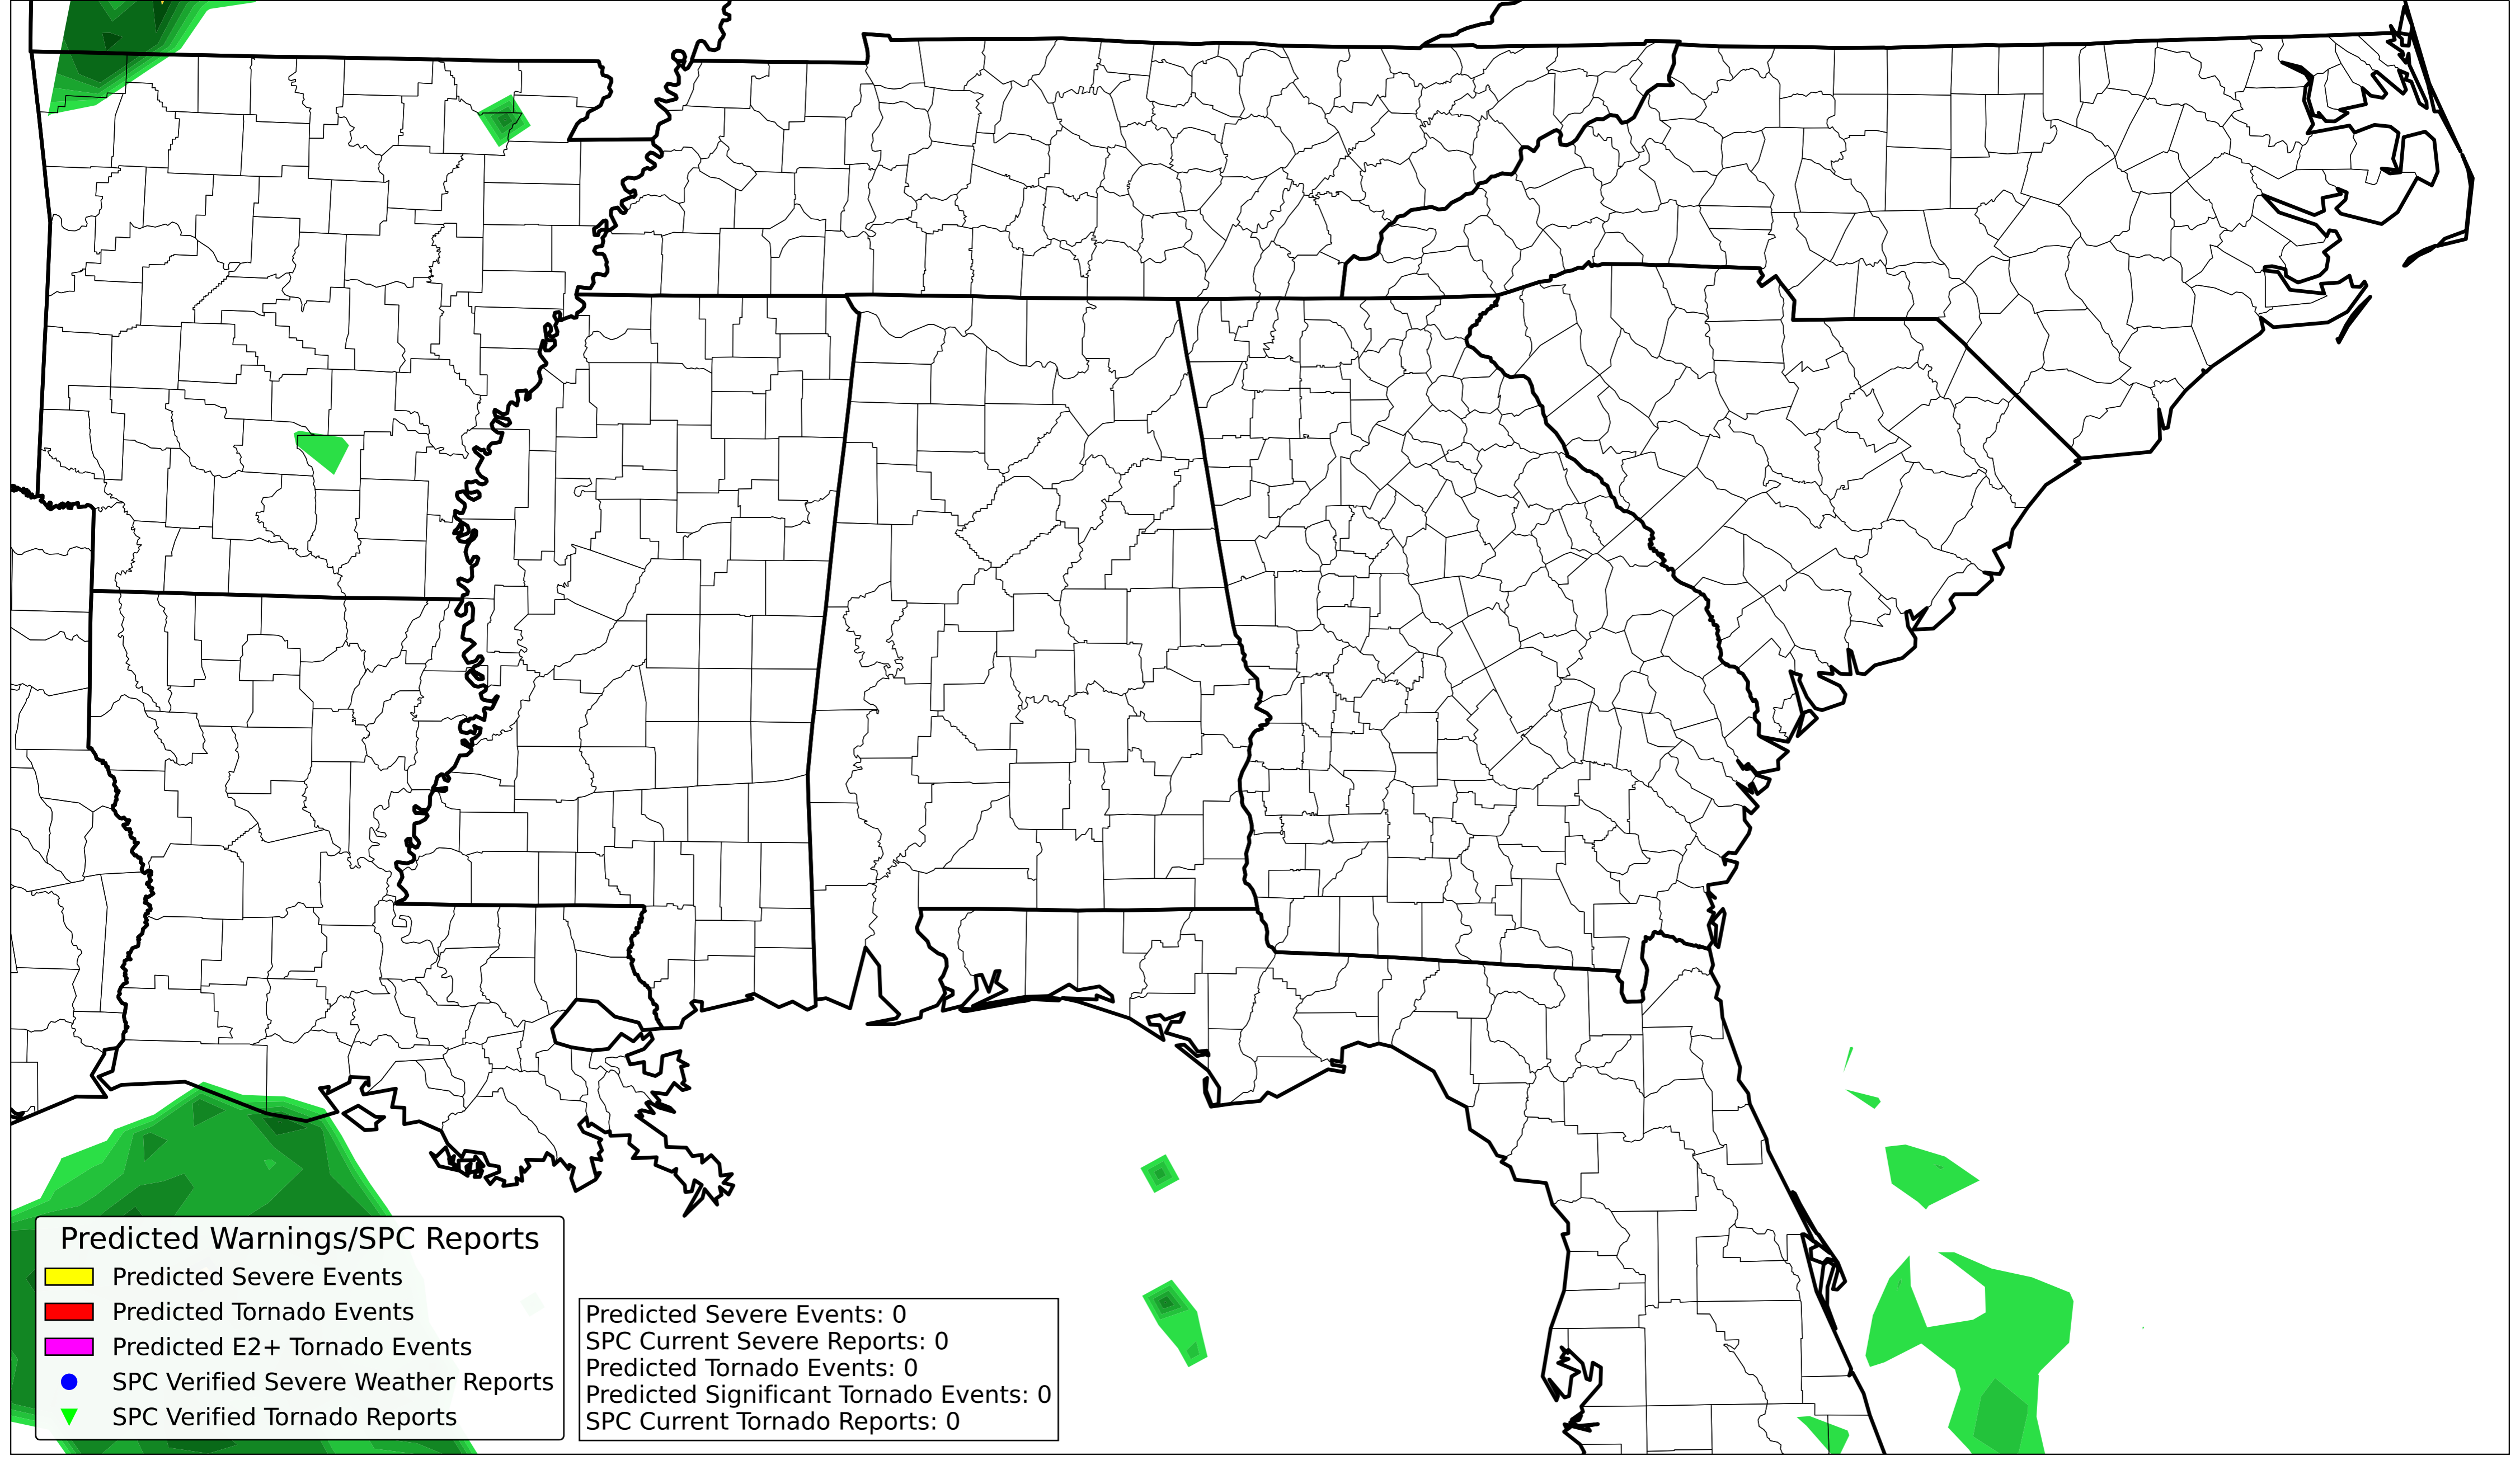 Predicted Warnings/SPC Reports
Predicted Severe Events
Predicted Tornado Events
Predicted E2+ Tornado Events
SPC Verified Severe Weather Reports
SPC Verified Tornado Reports
Predicted Severe Events: 0
SPC Current Severe Reports: 0
Predicted Tornado Events: 0
Predicted Significant Tornado Events: 0
SPC Current Tornado Reports: 0